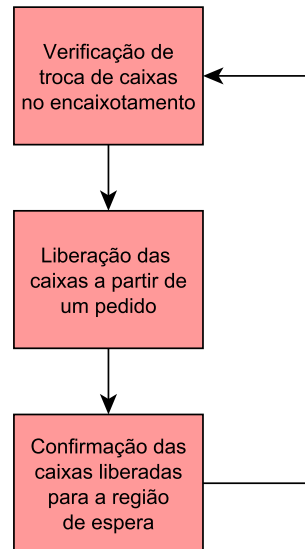 Verificação de
troca de caixas
no encaixotamento
Liberação das
caixas a partir de
um pedido
Confirmação das
caixas liberadas
para a região
de espera